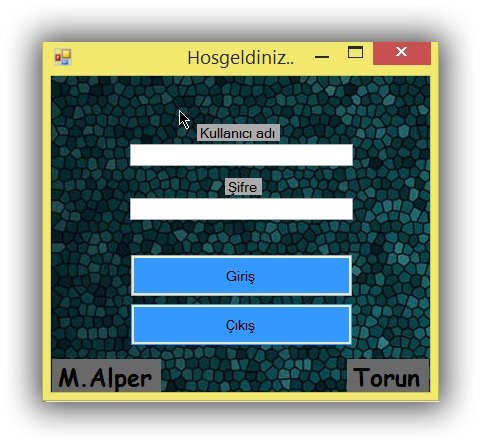 Hosgeldiniz..
Kullanıcı adı
Şifre
Giriş
Çıkış
M.Alper
Torun